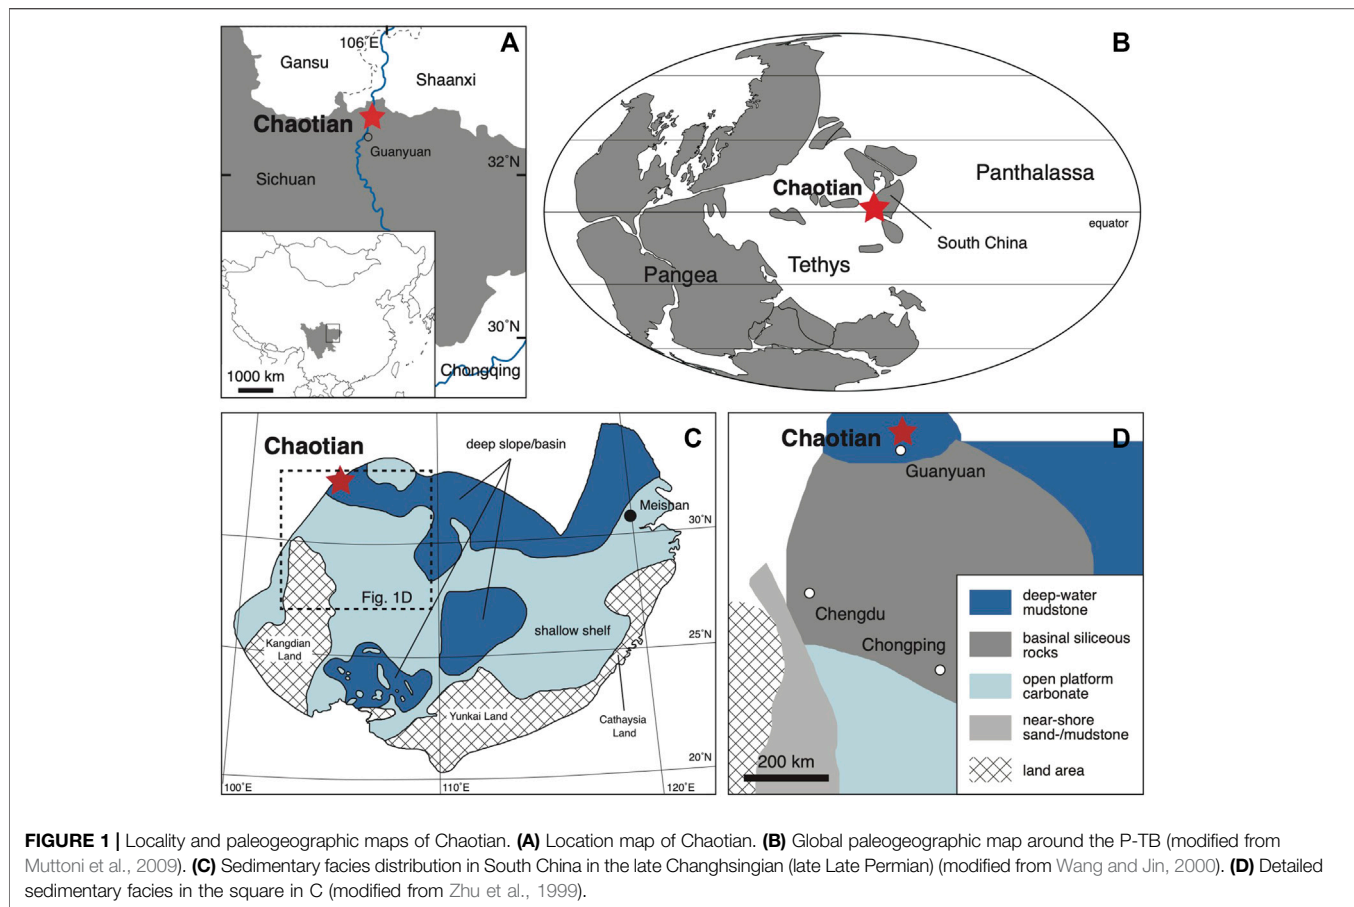 A
106°E
Gansu
Shaanxi
Chaotian
Guanyuan
32°N
Sichuan
30°N
Chongqing
1000 km
B
Panthalassa
Chaotian
equator
South China
Tethys
Pangea
C
deep slope/basin
Chaotian
Meishan
30°N
Fig. 1D
shallow shelf
25°N
Kangdian
Land
Yunkai Land
Cathaysia
Land
20°N
100°E
110°E
120°E
D
Chaotian
Guanyuan
Chengdu
Chongping
200 km
deep-water
mudstone
basinal siliceous
rocks
open platform
carbonate
near-shore
sand-/mudstone
land area
FIGURE 1 | Locality and paleogeographic maps of Chaotian. (A) Location map of Chaotian. (B) Global paleogeographic map around the P-TB (modified from
Muttoni et al., 2009). (C) Sedimentary facies distribution in South China in the late Changhsingian (late Late Permian) (modified from Wang and Jin, 2000). (D) Detailed
sedimentary facies in the square in C (modified from Zhu et al., 1999).